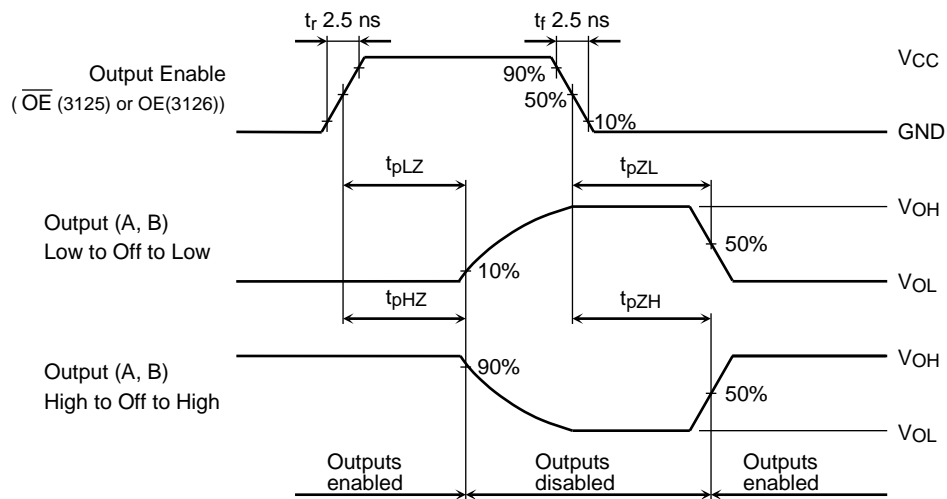 tr 2.5 ns
tf 2.5 ns
Output Enable
( OE (3125) or OE(3126))
90%
50%
10%
VCC
GND
tpLZ
tpZL
Output (A, B)
Low to Off to Low
10%
50%
VOH
VOL
tpHZ
tpZH
Output (A, B)
High to Off to High
90%
50%
VOH
VOL
Outputs
enabled
Outputs
disabled
Outputs
enabled